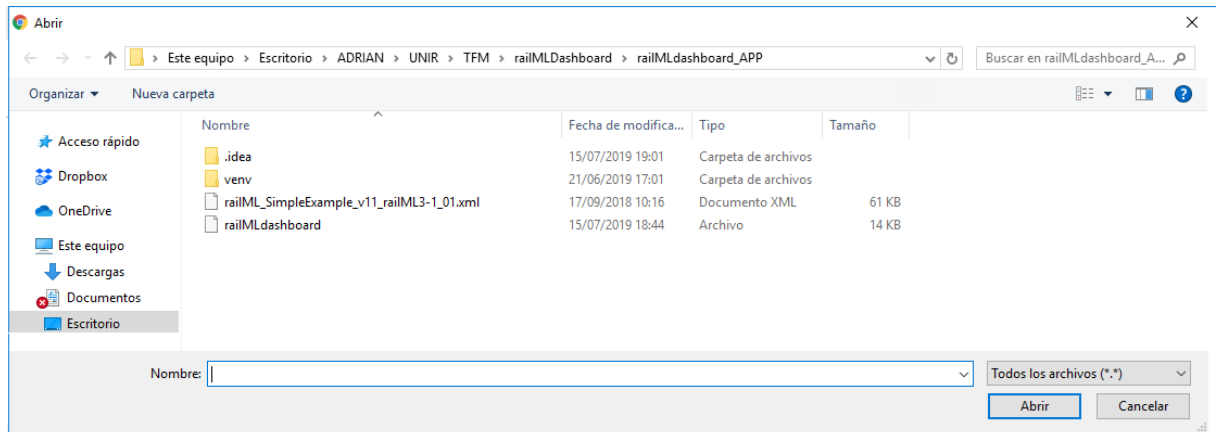 Abrir
Este equipo > Escritorio > ADRIAN > UNIR > TFM > railMLDashboard > railMLdashboard_APP
Buscar en railMLdashboard_A...
Organizar
Nueva carpeta
Nombre Fecha de modifica... Tipo Tamaño
Acceso rápido
Dropbox
OneDrive
Este equipo
Descargas
Documentos
Escritorio
.idea 15/07/2019 19:01 Carpeta de archivos
venv 21/06/2019 17:01 Carpeta de archivos
railML_SimpleExample_v11_railML3-1_01.xml 17/09/2018 10:16 Documento XML 61 KB
railMLdashboard 15/07/2019 18:44 Archivo 14 KB
Nombre:
Todos los archivos (*.*)
Abrir Cancelar